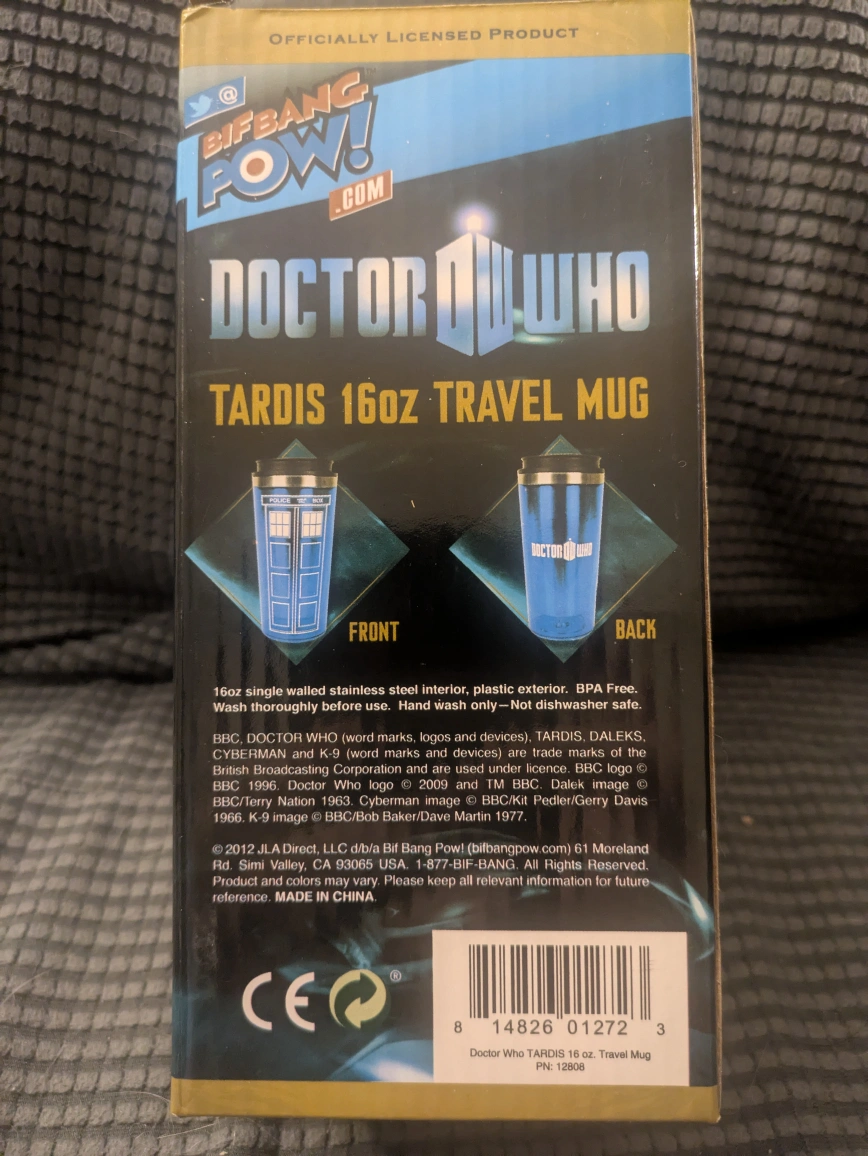 OFFICIALLY LICENSED PRODUCT
@
BIFBANG
POW!
.COM
DOCTOR DW WHO
TARDIS 16oz TRAVEL MUG
POLICE BOX
DOCTOR DW WHO
FRONT
BACK
16oz single walled stainless steel interior, plastic exterior. BPA Free.
Wash thoroughly before use. Hand wash only—Not dishwasher safe.
BBC, DOCTOR WHO (word marks, logos and devices), TARDIS, DALEKS,
CYBERMAN and K-9 (word marks and devices) are trade marks of the
British Broadcasting Corporation and are used under licence. BBC logo ©
BBC 1996. Doctor Who logo © 2009 and TM BBC. Dalek image ©
BBC/Terry Nation 1963. Cyberman image © BBC/Kit Pedler/Gerry Davis
1966. K-9 image © BBC/Bob Baker/Dave Martin 1977.
© 2012 JLA Direct, LLC d/b/a Bif Bang Pow! (bifbangpow.com) 61 Moreland
Rd. Simi Valley, CA 93065 USA. 1-877-BIF-BANG. All Rights Reserved.
Product and colors may vary. Please keep all relevant information for future
reference. MADE IN CHINA.
CE ®
8 14826 01272 3
Doctor Who TARDIS 16 oz. Travel Mug
PN: 12808